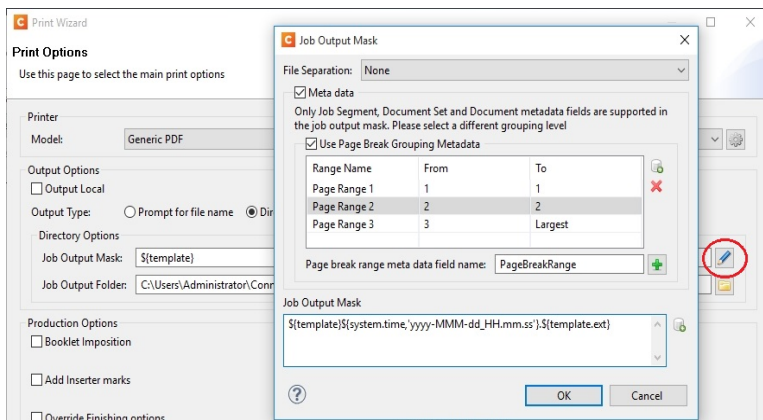 Print Wizard
Print Options
Use this page to select the main print options
Printer
Model: Generic PDF
Output Options
Output Local
Output Type: Prompt for file name Dir
Directory Options
Job Output Mask: ${template}
Job Output Folder: C:\Users\Administrator\Conn
Production Options
Booklet Imposition
Add Inserter marks
Override Finishing options
Job Output Mask
File Separation: None
Meta data
Only Job Segment, Document Set and Document metadata fields are supported in
the job output mask. Please select a different grouping level
Use Page Break Grouping Metadata
Range Name From To
Page Range 1 1 1
Page Range 2 2 2
Page Range 3 3 Largest
Page break range meta data field name: PageBreakRange
Job Output Mask
${template}${system.time,'yyyy-MMM-dd_HH.mm.ss'}.${template.ext}
OK Cancel